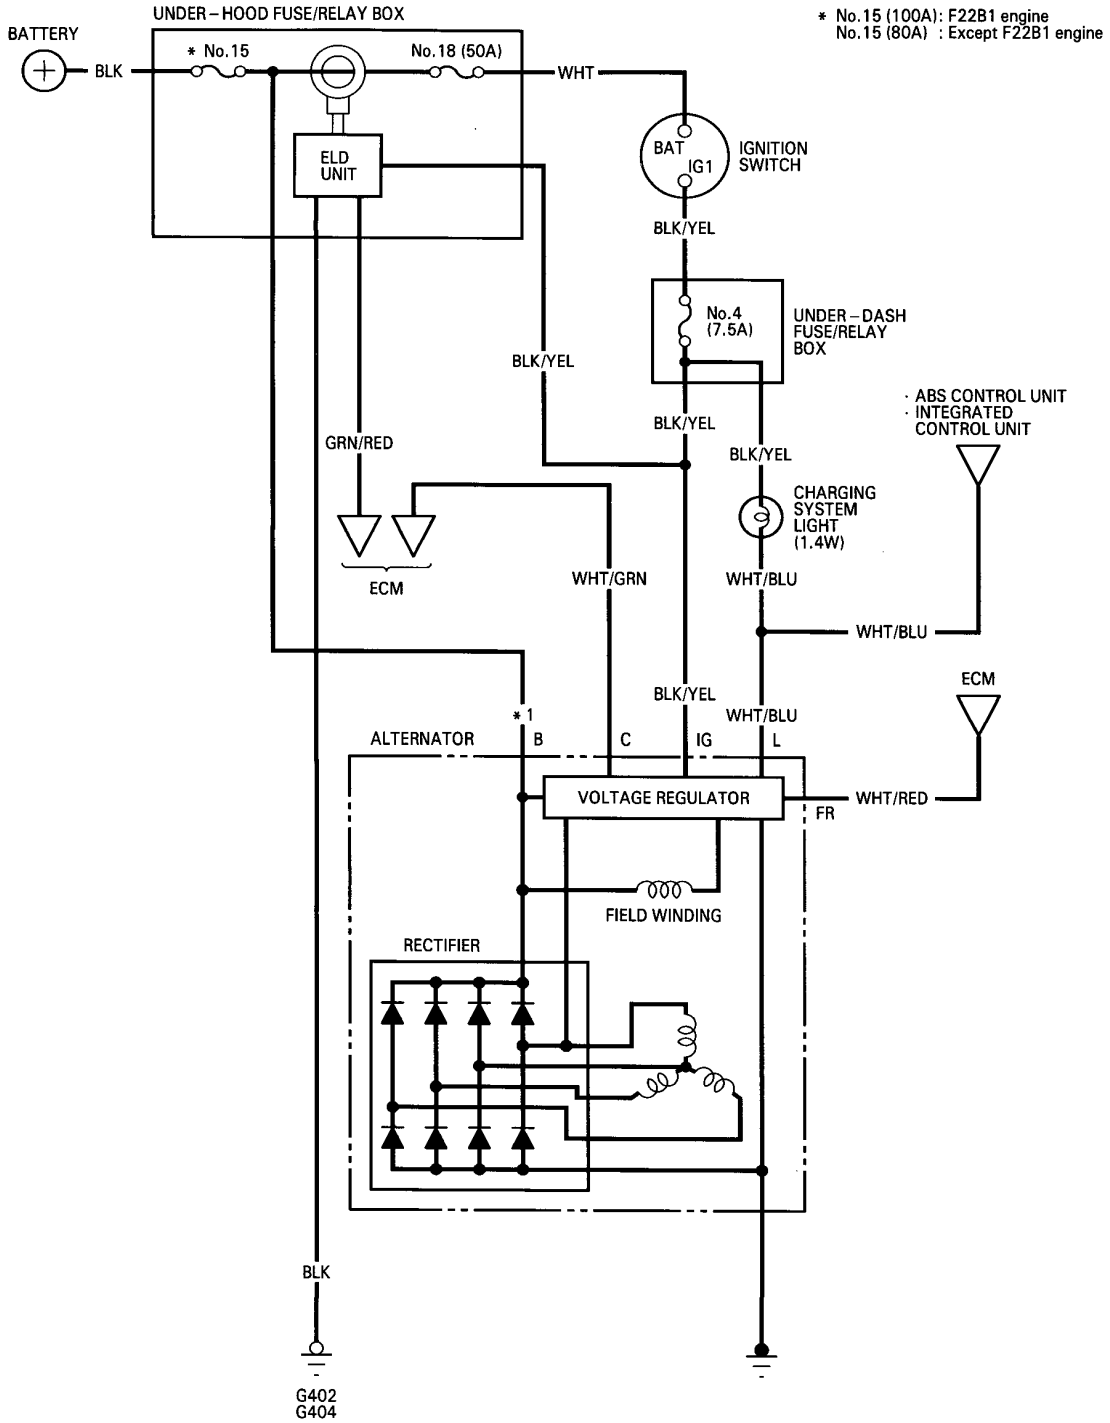 UNDER-HOOD FUSE/RELAY BOX
* No.15 (100A): F22B1 engine
No.15 (80A) : Except F22B1 engine
BATTERY
+
BLK
* No.15
No.18 (50A)
WHT
ELD
UNIT
BAT
IG1
IGNITION
SWITCH
BLK/YEL
No.4
(7.5A)
UNDER-DASH
FUSE/RELAY
BOX
BLK/YEL
· ABS CONTROL UNIT
· INTEGRATED
CONTROL UNIT
BLK/YEL
GRN/RED
BLK/YEL
CHARGING
SYSTEM
LIGHT
(1.4W)
ECM
WHT/GRN
WHT/BLU
WHT/BLU
ECM
BLK/YEL
WHT/BLU
* 1
ALTERNATOR
B
C
IG
L
VOLTAGE REGULATOR
WHT/RED
FR
FIELD WINDING
RECTIFIER
BLK
G402
G404